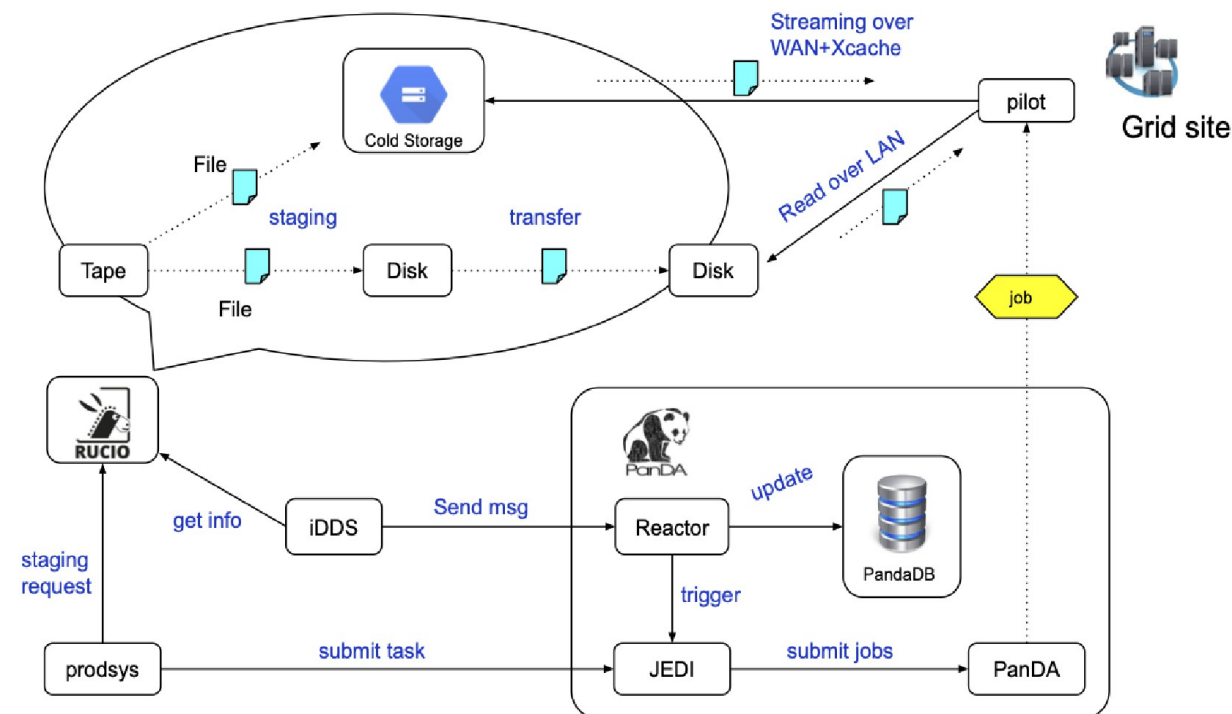 Streaming over
WAN+Xcache
pilot
Grid site
Cold Storage
File
staging
transfer
Read over LAN
Tape
Disk
Disk
File
job
RUCIO
PanDA
update
get info
iDDS
Send msg
Reactor
PandaDB
staging
request
trigger
prodsys
submit task
JEDI
submit jobs
PanDA